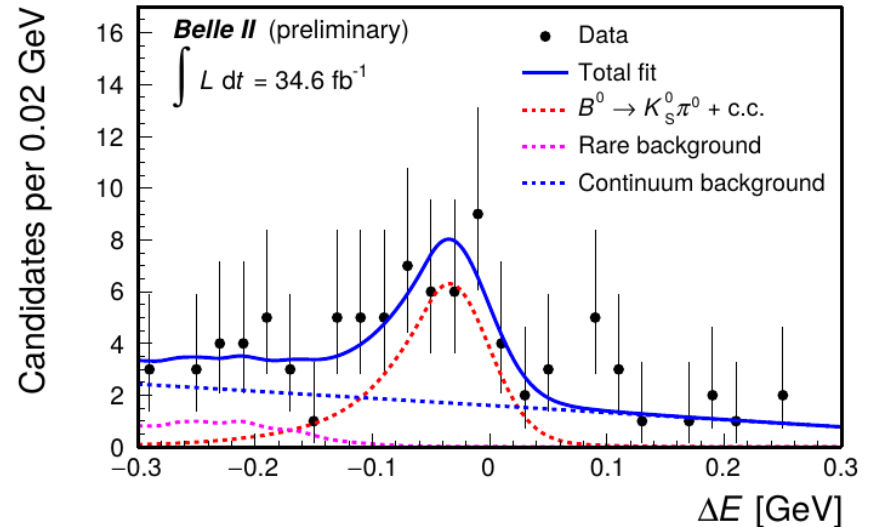 Candidates per 0.02 GeV
16
14
12
10
8
6
4
2
0
Belle II (preliminary)
∫ L dt = 34.6 fb⁻¹
Data
Total fit
B⁰ → K⁰_S π⁰ + c.c.
Rare background
Continuum background
−0.3 −0.2 −0.1 0 0.1 0.2 0.3
ΔE [GeV]